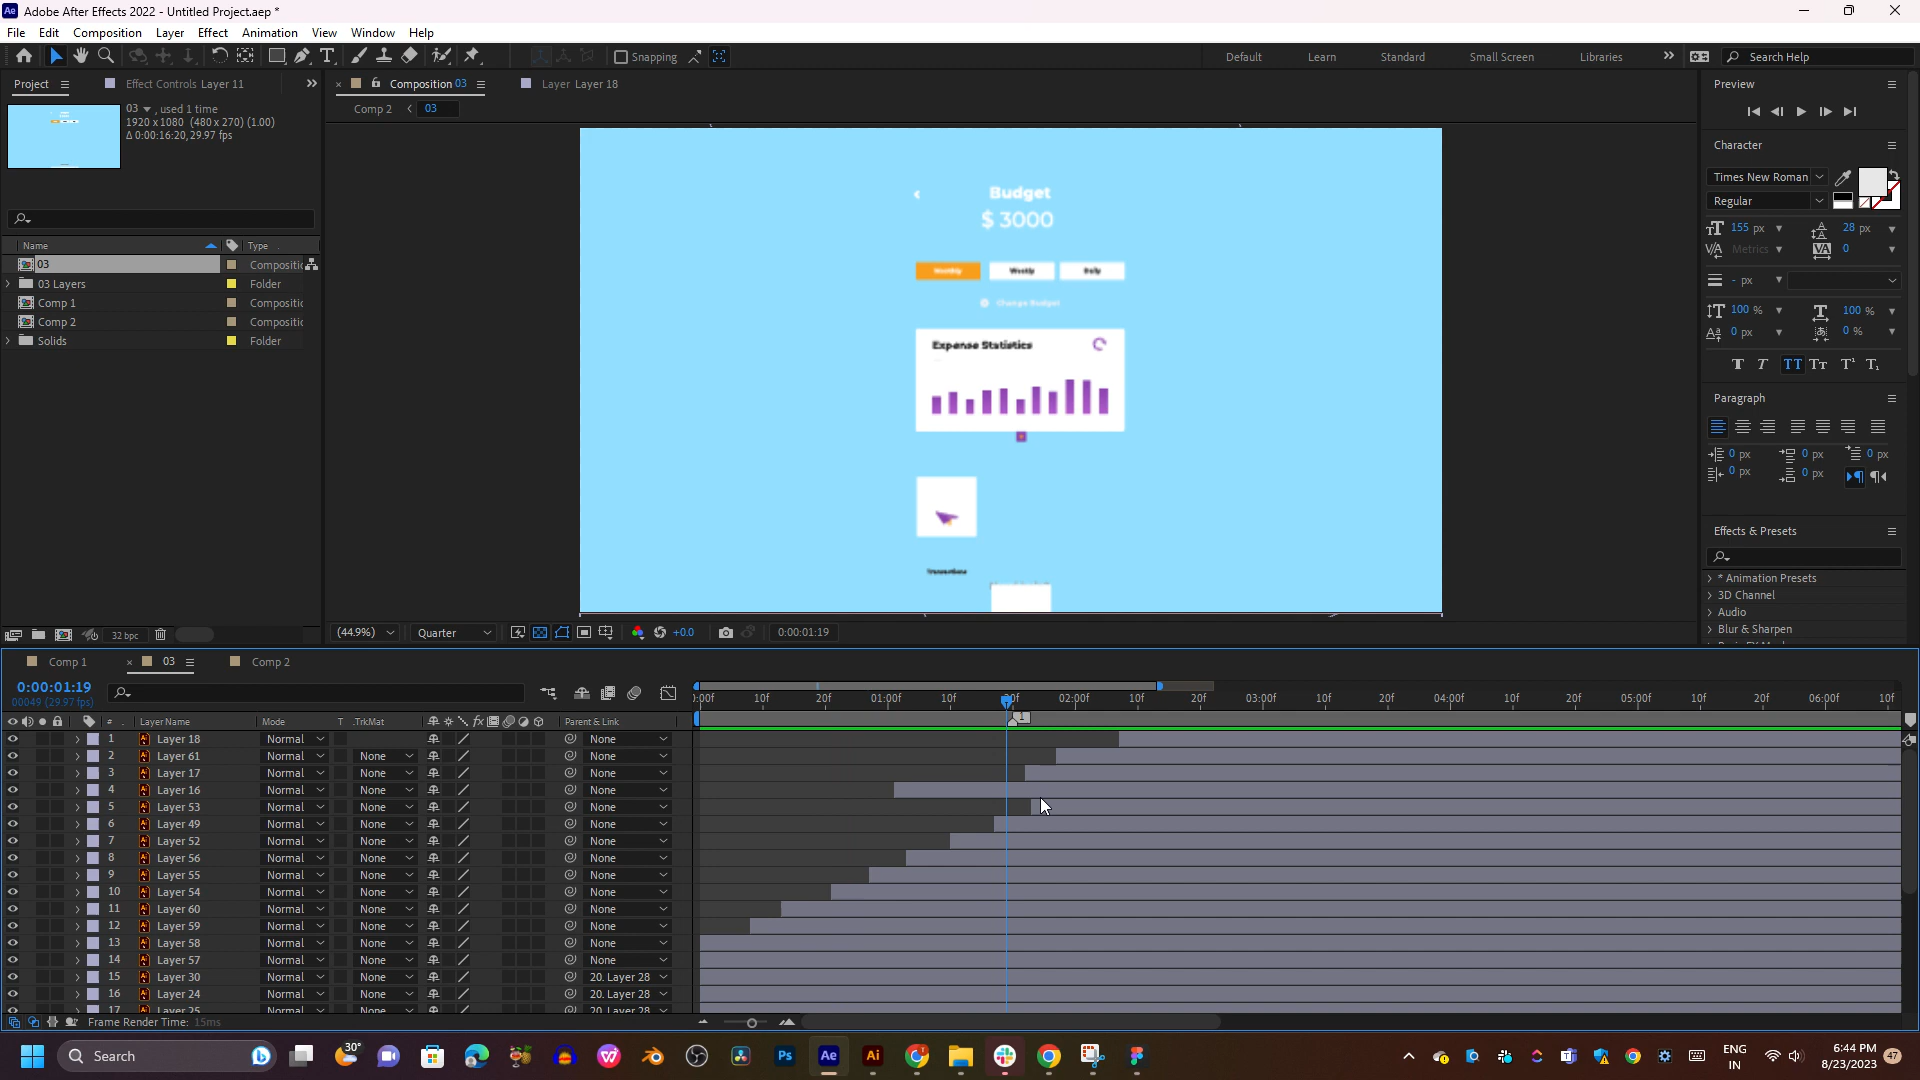 Adobe After Effects 2022 - Untitled Project.aep *
File Edit Composition Layer Effect Animation View Window Help
Snapping
Default Learn Standard Small Screen Libraries Search Help
Project Effect Controls Layer 11
Composition 03 Layer Layer 18
03 , used 1 time
1920 x 1080 (480 x 270) (1.00)
Δ 0:00:16:20, 29.97 fps
Comp 2 03
Name Type
03 Compositic
03 Layers Folder
Comp 1 Compositic
Comp 2 Compositic
Solids Folder
32 bpc
Budget
$ 3000
Monthly Weekly Daily
Change Budget
Expense Statistics
Transactions
(44.9%) Quarter +0.0 0:00:01:19
Preview
Character
Times New Roman
Regular
155 px 28 px
Metrics 0
- px
100 % 100 %
0 px 0 %
Paragraph
0 px 0 px 0 px
0 px 0 px
Effects & Presets
* Animation Presets
3D Channel
Audio
Blur & Sharpen
Comp 1 03 Comp 2
0:00:01:19
00049 (29.97 fps)
):00f 10f 20f 01:00f 10f 20f 02:00f 10f 20f 03:00f 10f 20f 04:00f 10f 20f 05:00f 10f 20f 06:00f 10f
1
# Layer Name Mode T .TrkMat Parent & Link
1 Layer 18 Normal None
2 Layer 61 Normal None None
3 Layer 17 Normal None None
4 Layer 16 Normal None None
5 Layer 53 Normal None None
6 Layer 49 Normal None None
7 Layer 52 Normal None None
8 Layer 56 Normal None None
9 Layer 55 Normal None None
10 Layer 54 Normal None None
11 Layer 60 Normal None None
12 Layer 59 Normal None None
13 Layer 58 Normal None None
14 Layer 57 Normal None None
15 Layer 30 Normal None 20. Layer 28
16 Layer 24 Normal None 20. Layer 28
17 Layer 25 Normal None 20. Layer 28
Frame Render Time: 15ms
Search
30°
ENG
IN
6:44 PM
8/23/2023
47